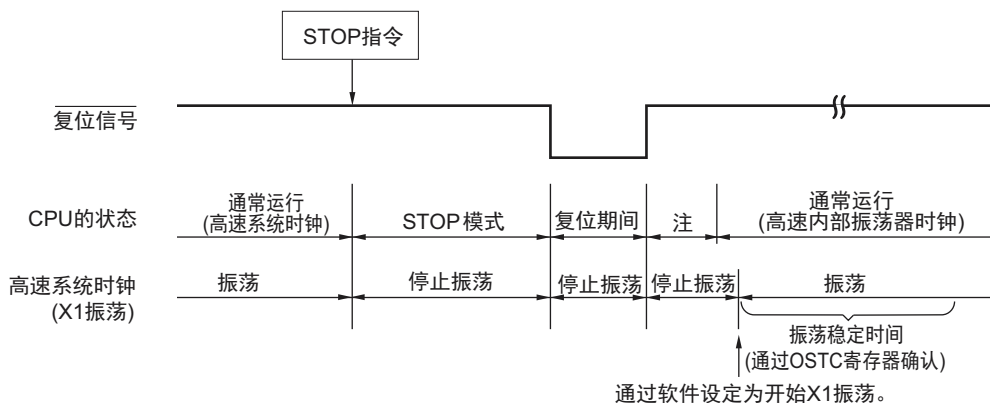 STOP指令
复位信号
CPU的状态
通常运行
(高速系统时钟)
STOP模式
复位期间
注
通常运行
(高速内部振荡器时钟)
高速系统时钟
(X1振荡)
振荡
停止振荡
停止振荡
停止振荡
振荡
振荡稳定时间
(通过OSTC寄存器确认)
通过软件设定为开始X1振荡。